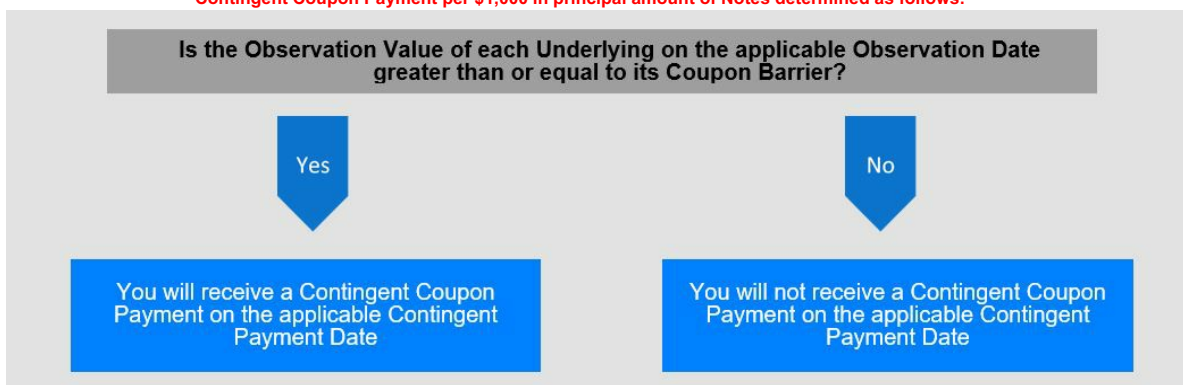 Contingent Coupon Payment per $1,000 in principal amount of Notes determined as follows:
Is the Observation Value of each Underlying on the applicable Observation Date
greater than or equal to its Coupon Barrier?
Yes
No
You will receive a Contingent Coupon
Payment on the applicable Contingent
Payment Date
You will not receive a Contingent Coupon
Payment on the applicable Contingent
Payment Date